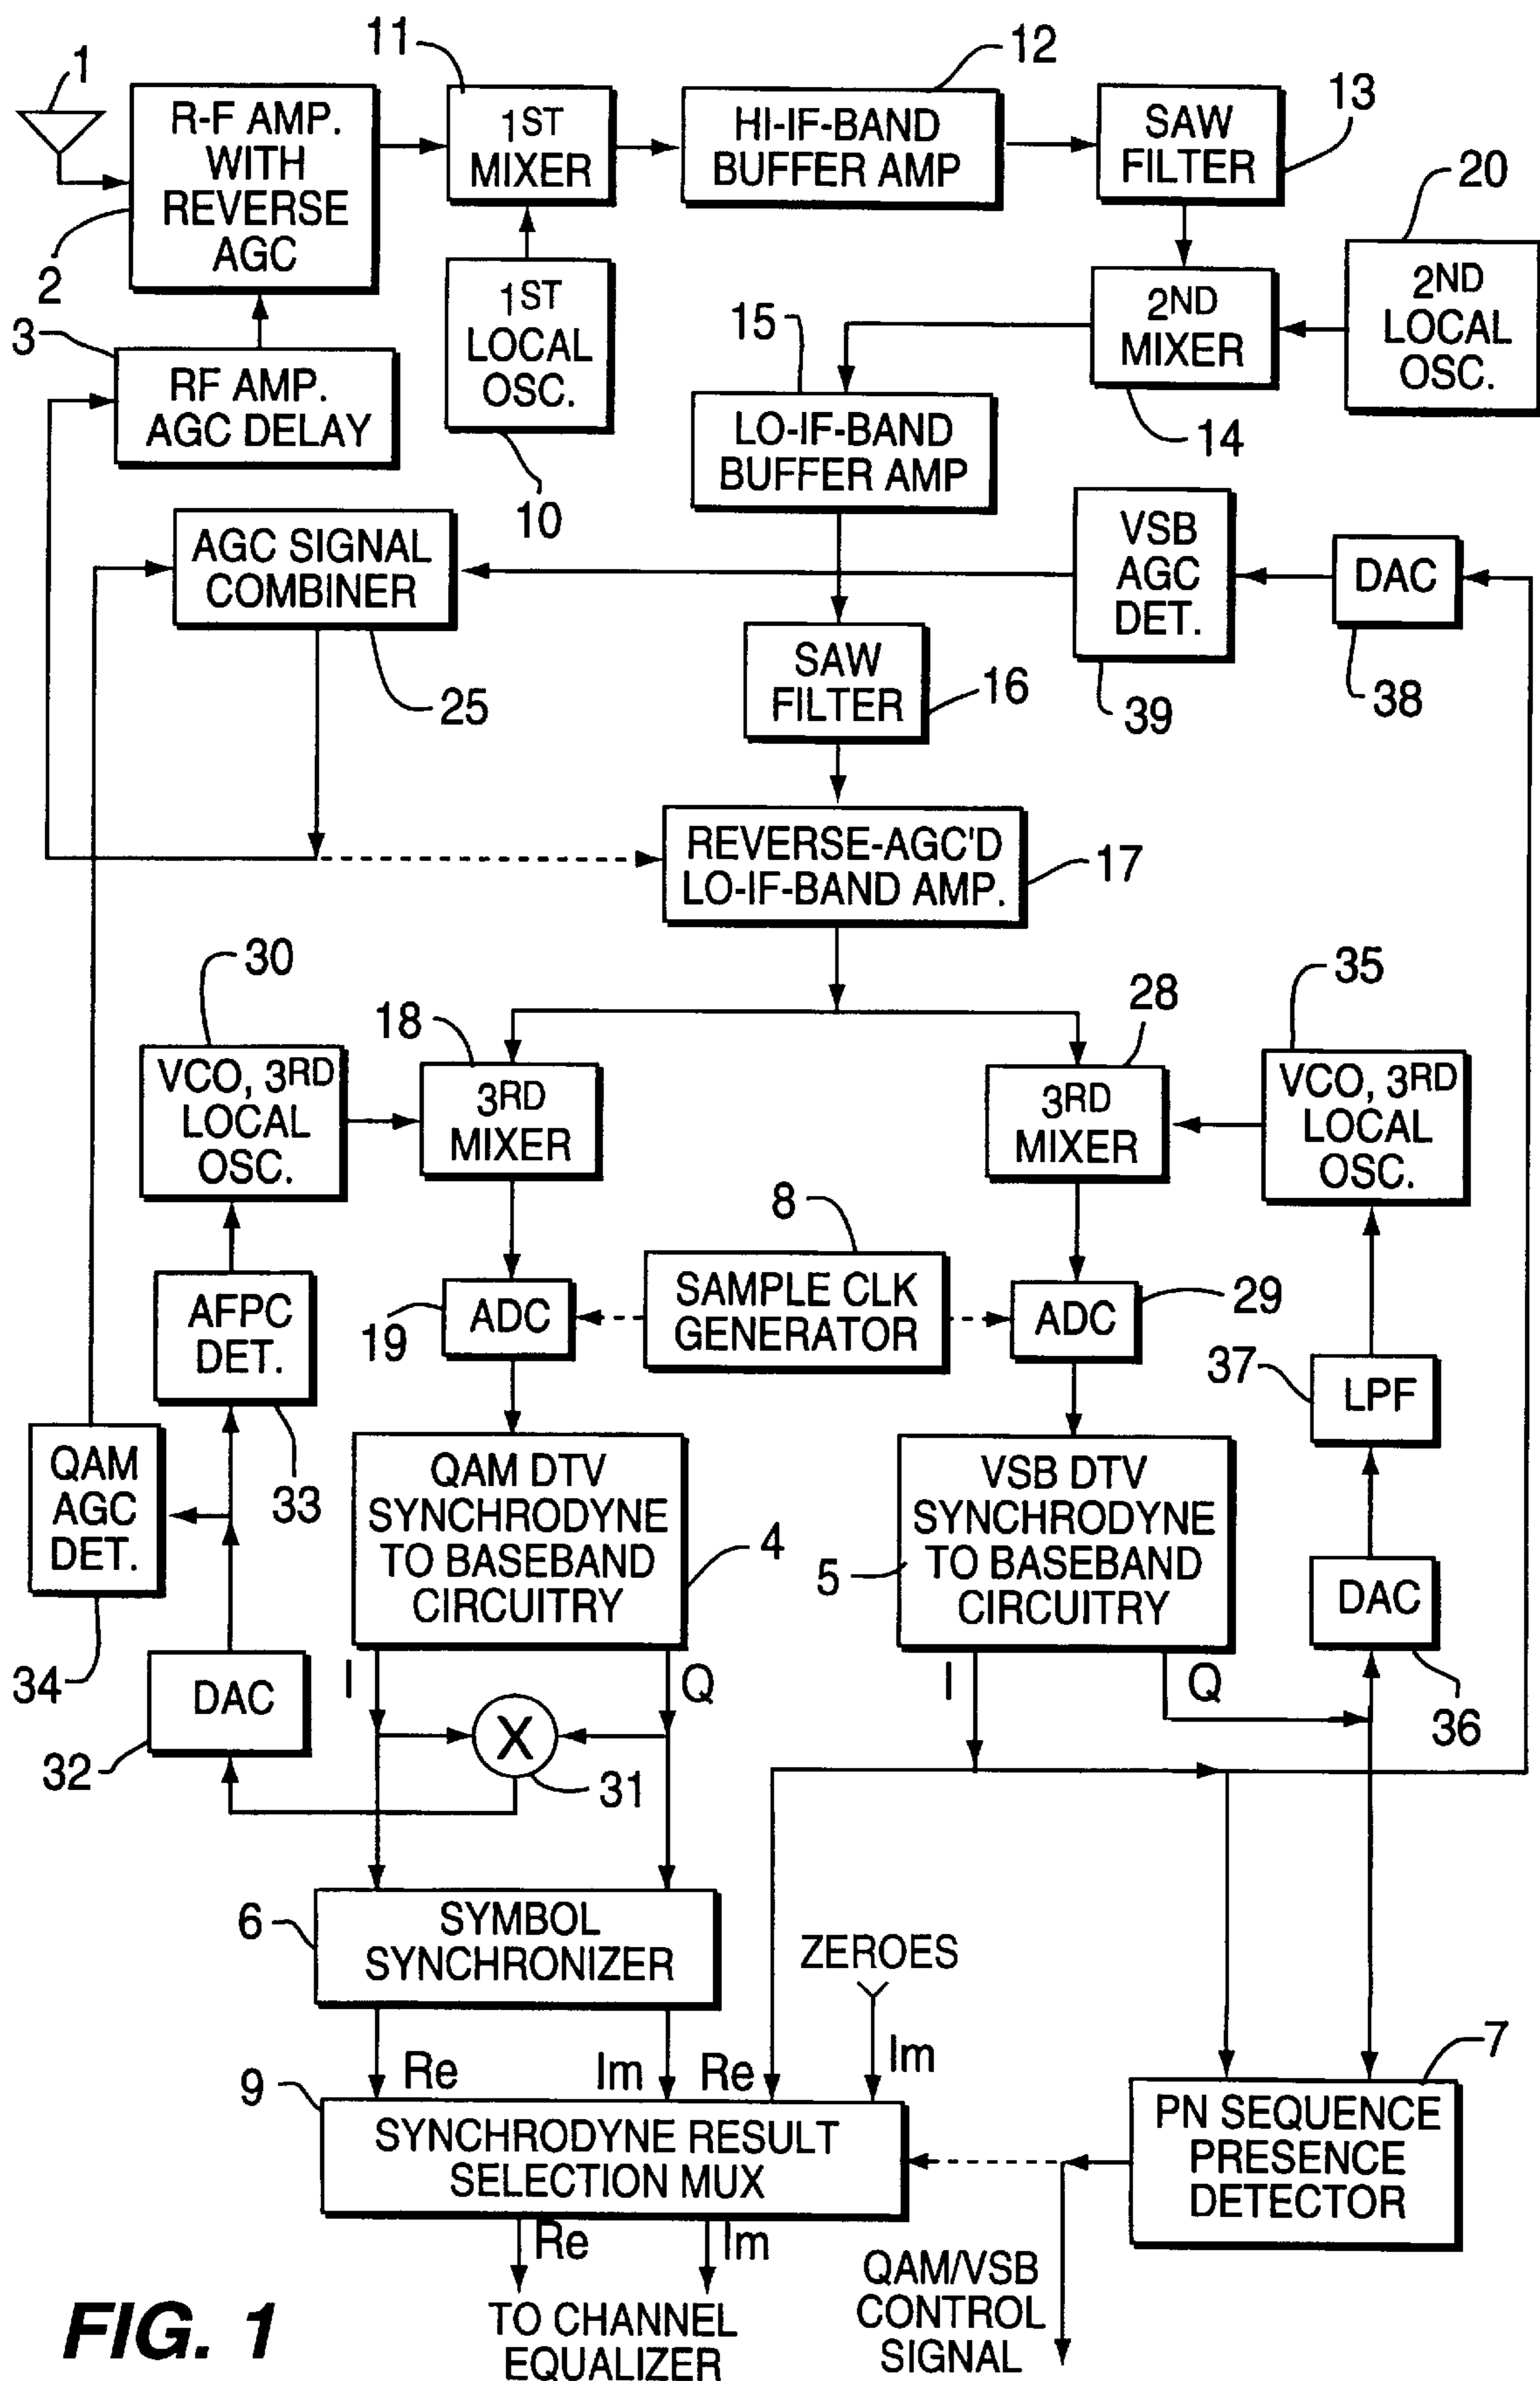 1
R-F AMP.
WITH
REVERSE
AGC
2
11
1ST
MIXER
12
HI-IF-BAND
BUFFER AMP
SAW
FILTER
13
20
2ND
LOCAL
OSC.
3
RF AMP.
AGC DELAY
1ST
LOCAL
OSC.
10
15
LO-IF-BAND
BUFFER AMP
2ND
MIXER
14
AGC SIGNAL
COMBINER
25
VSB
AGC
DET.
39
DAC
38
SAW
FILTER
16
REVERSE-AGC'D
LO-IF-BAND AMP.
17
30
VCO, 3RD
LOCAL
OSC.
18
3RD
MIXER
28
3RD
MIXER
35
VCO, 3RD
LOCAL
OSC.
8
SAMPLE CLK
GENERATOR
AFPC
DET.
33
19
ADC
ADC
29
37
LPF
QAM
AGC
DET.
34
QAM DTV
SYNCHRODYNE
TO BASEBAND
CIRCUITRY
4
VSB DTV
SYNCHRODYNE
TO BASEBAND
CIRCUITRY
5
DAC
36
DAC
32
I
Q
X
31
I
Q
6
SYMBOL
SYNCHRONIZER
ZEROES
Re
Im
Re
Im
9
SYNCHRODYNE RESULT
SELECTION MUX
7
PN SEQUENCE
PRESENCE
DETECTOR
Re
Im
TO CHANNEL
EQUALIZER
QAM/VSB
CONTROL
SIGNAL
FIG. 1